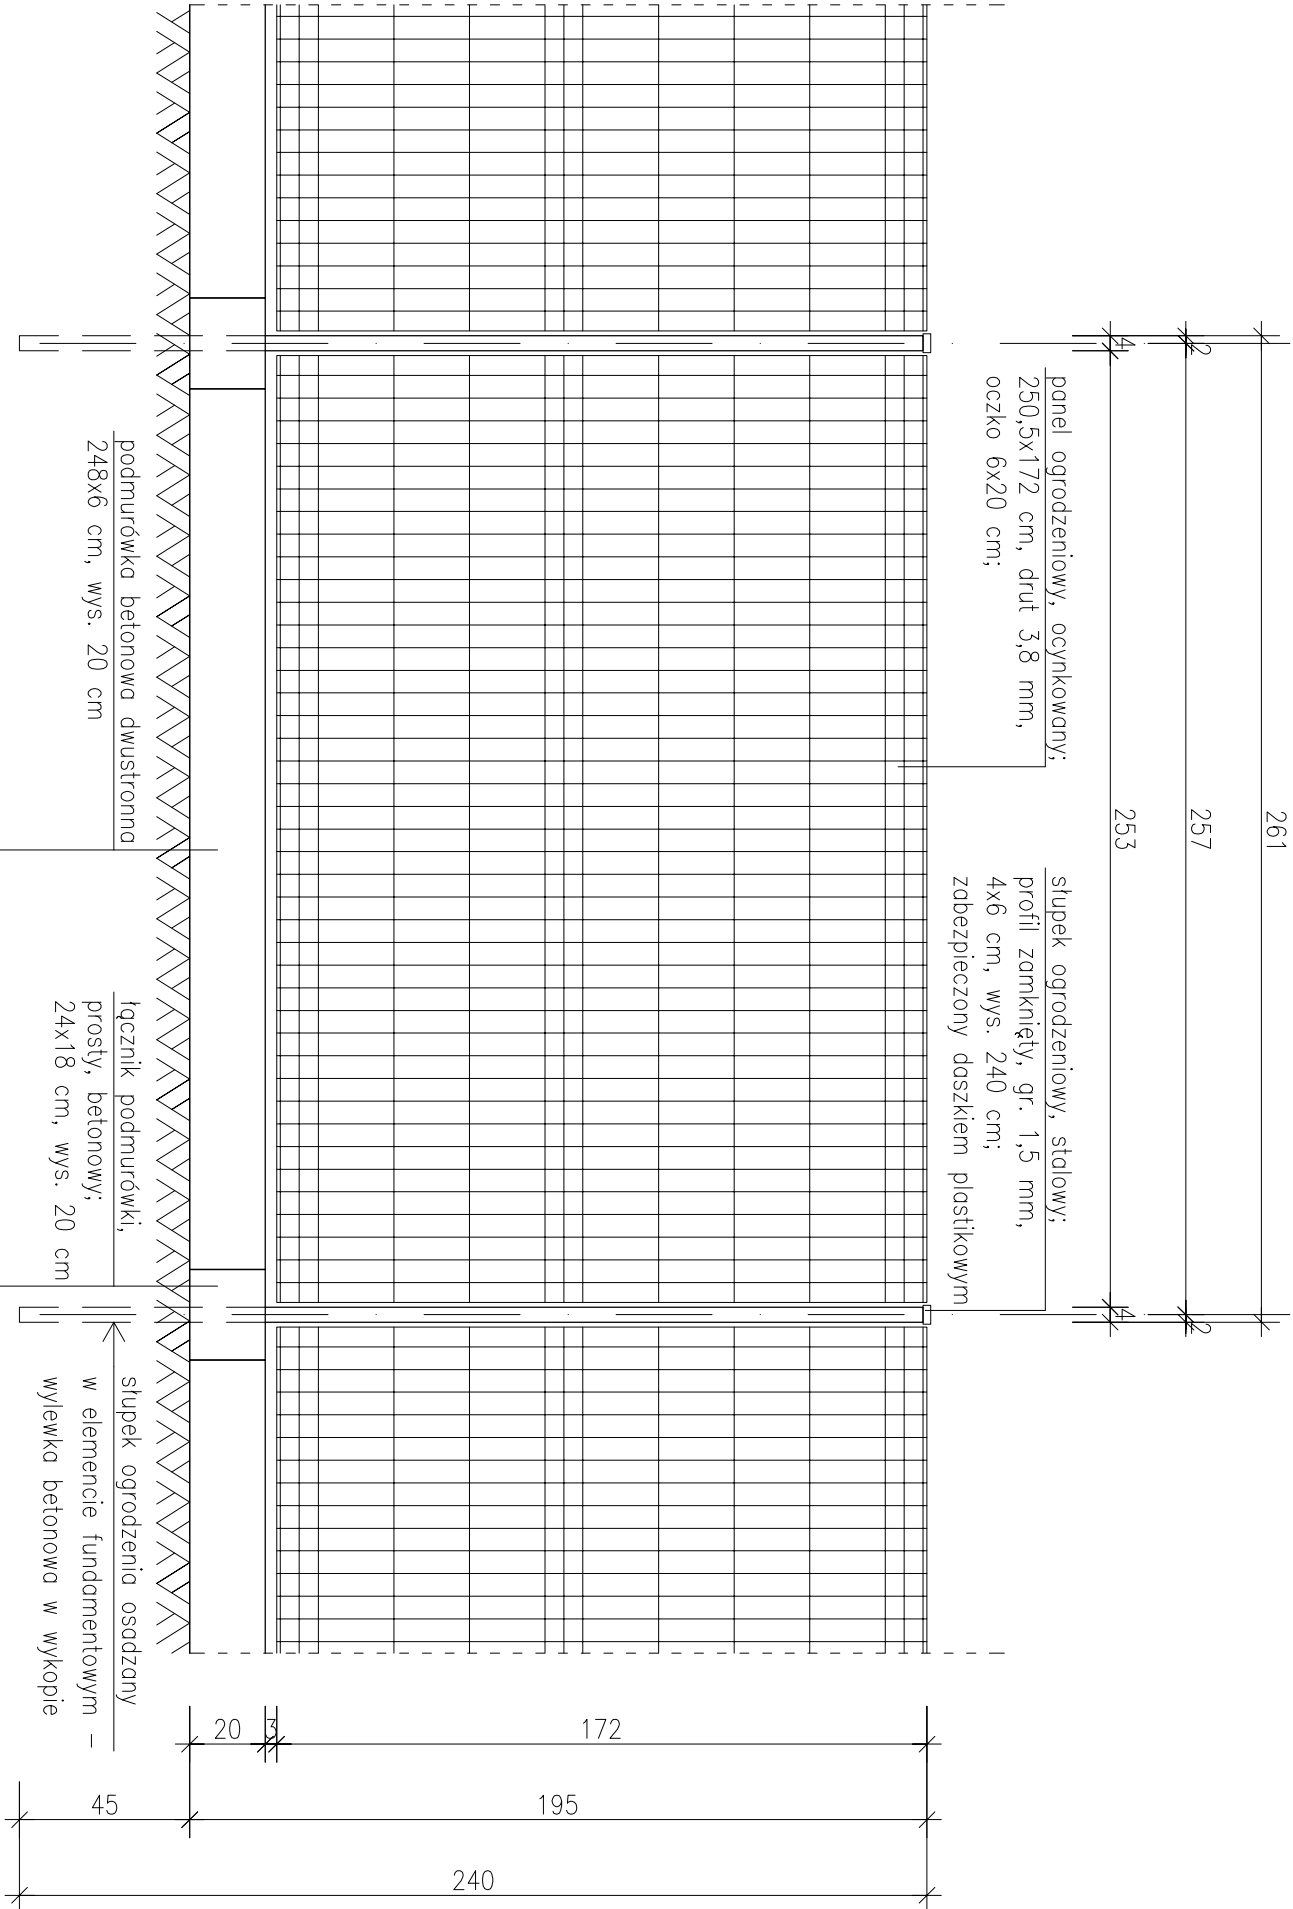 261
257
253
2
4
2
4
panel ogrodzeniowy, ocynkowany;
250,5x172 cm, drut 3,8 mm,
oczko 6x20 cm;
słupek ogrodzeniowy, stalowy;
profil zamknięty, gr. 1,5 mm,
4x6 cm, wys. 240 cm;
zabezpieczony daszkiem plastikowym
172
3
20
195
45
240
podmurówka betonowa dwustronna
248x6 cm, wys. 20 cm
łącznik podmurówki,
prosty, betonowy;
24x18 cm, wys. 20 cm
słupek ogrodzenia osadzany
w elemencie fundamentowym –
wylewka betonowa w wykopie